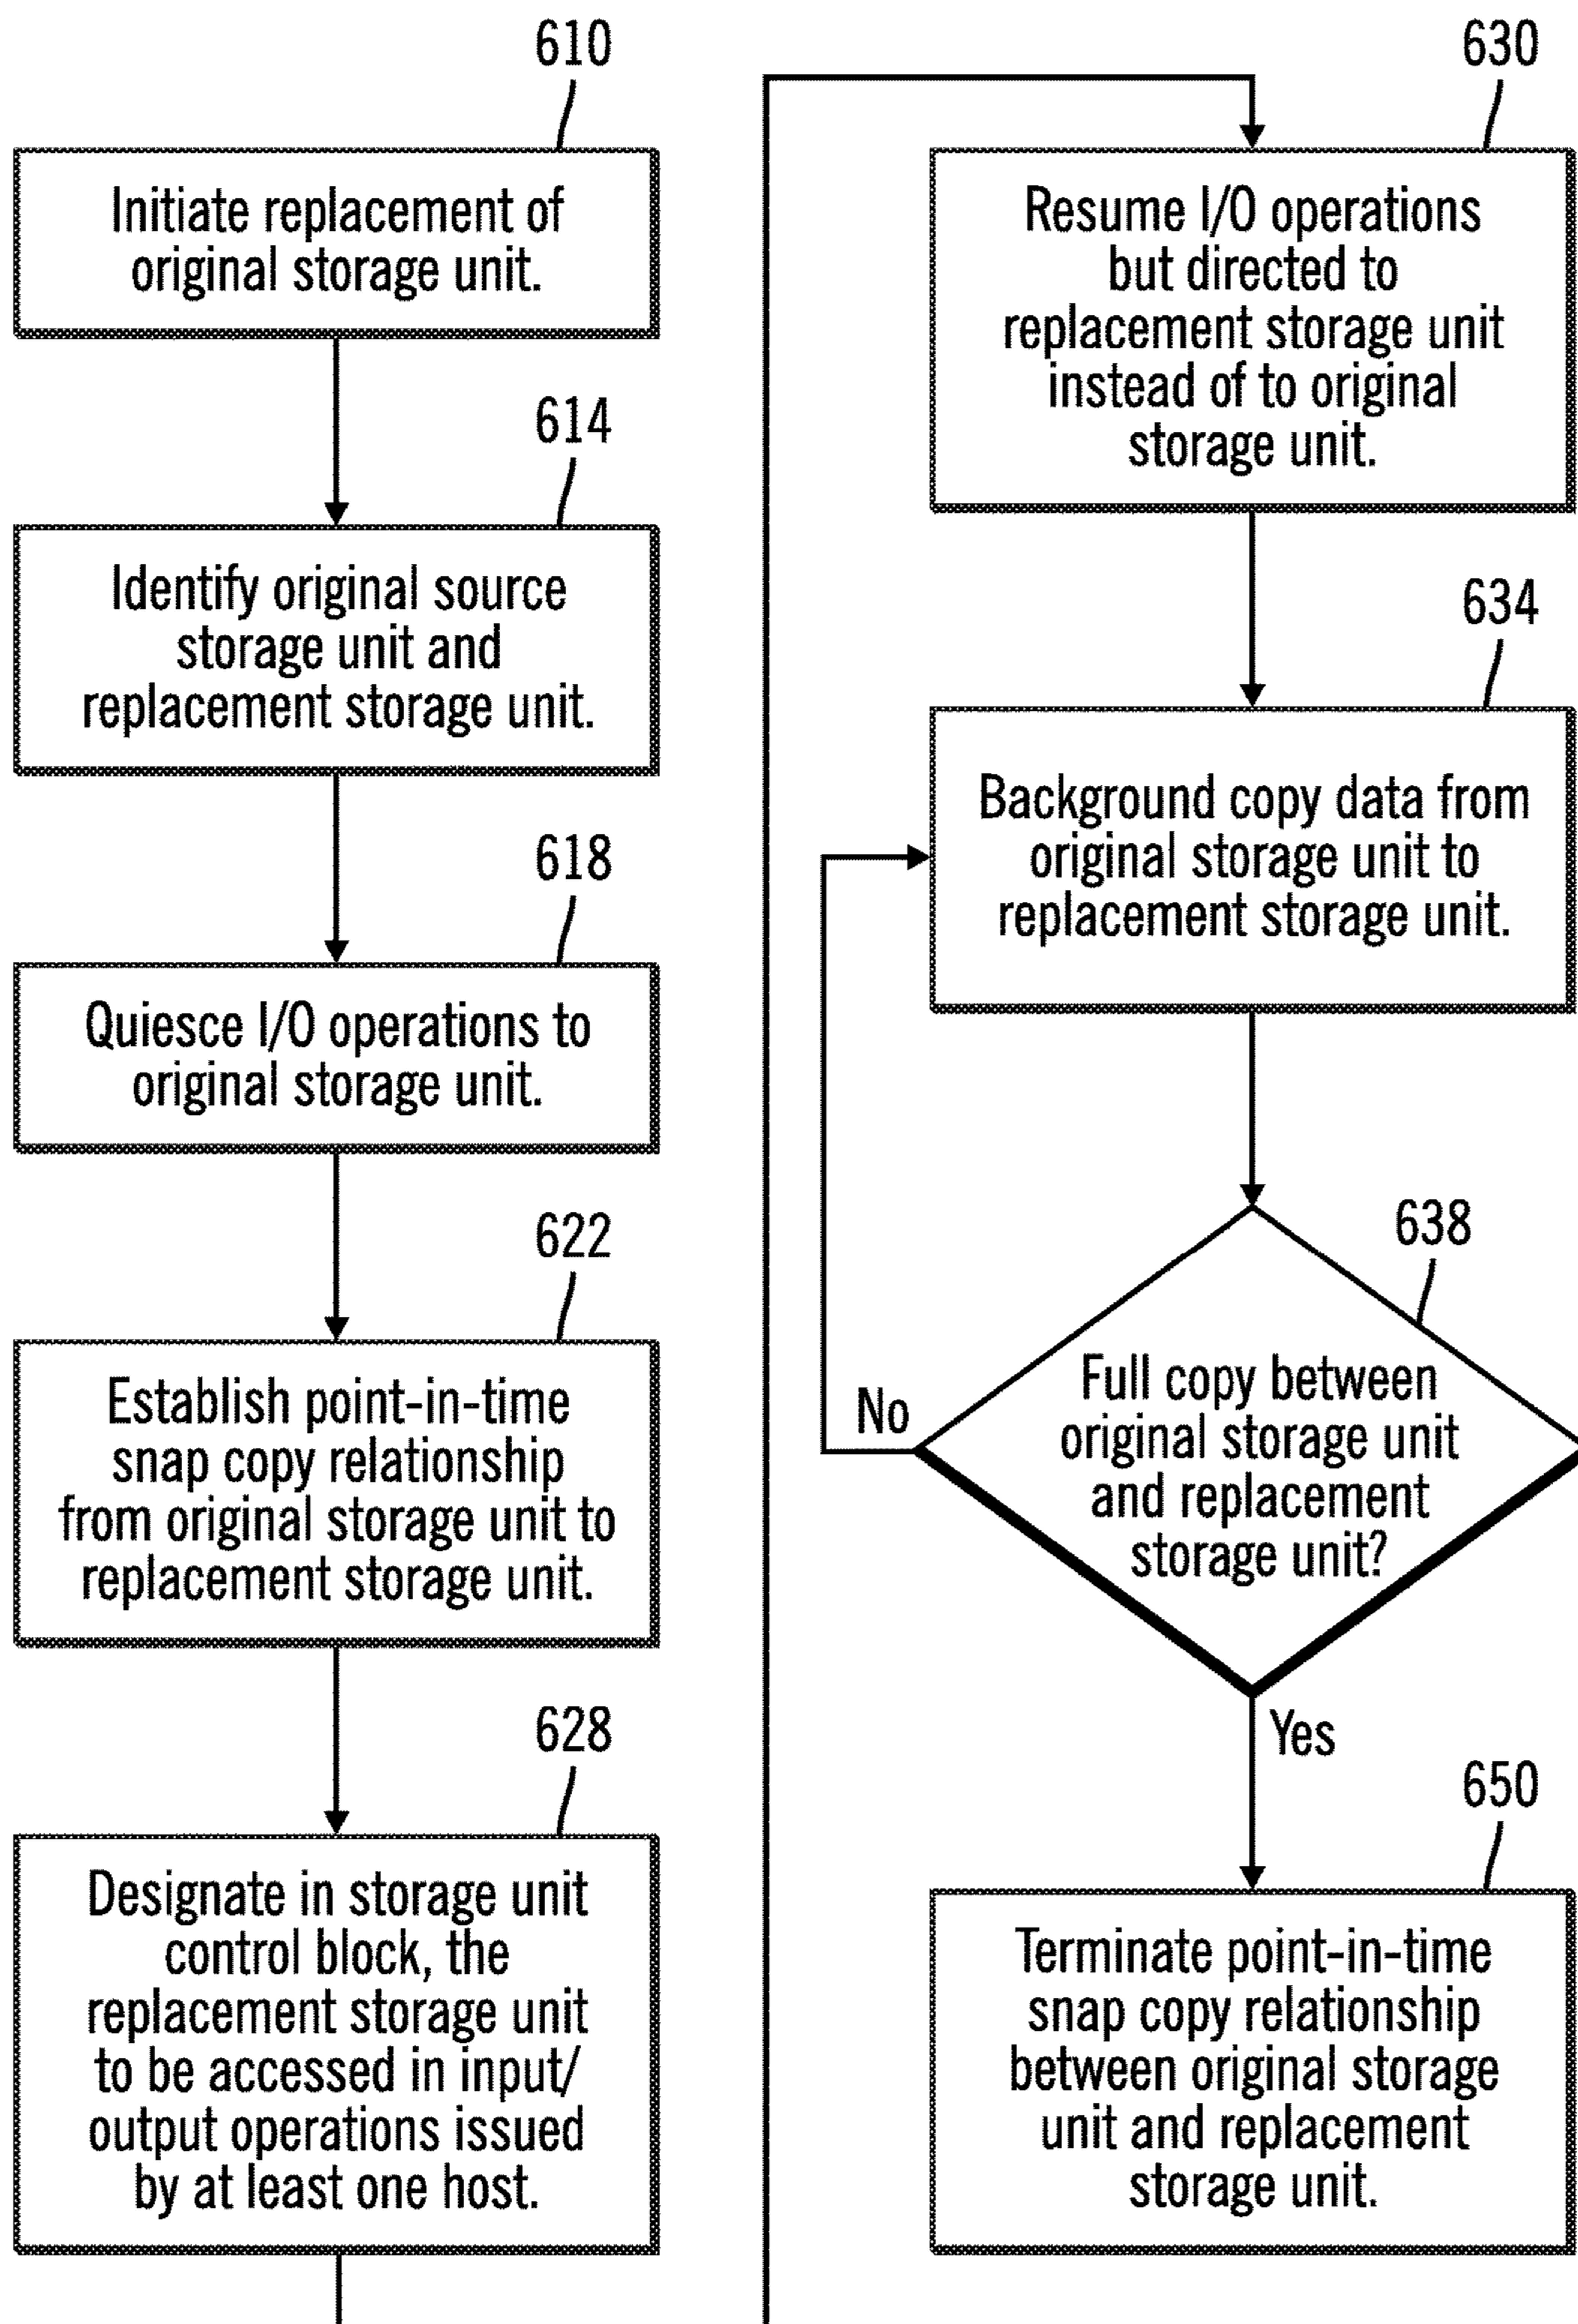 610
Initiate replacement of
original storage unit.
614
Identify original source
storage unit and
replacement storage unit.
618
Quiesce I/O operations to
original storage unit.
622
Establish point-in-time
snap copy relationship
from original storage unit to
replacement storage unit.
628
Designate in storage unit
control block, the
replacement storage unit
to be accessed in input/
output operations issued
by at least one host.
630
Resume I/O operations
but directed to
replacement storage unit
instead of to original
storage unit.
634
Background copy data from
original storage unit to
replacement storage unit.
638
Full copy between
original storage unit
and replacement
storage unit?
No
Yes
650
Terminate point-in-time
snap copy relationship
between original storage
unit and replacement
storage unit.